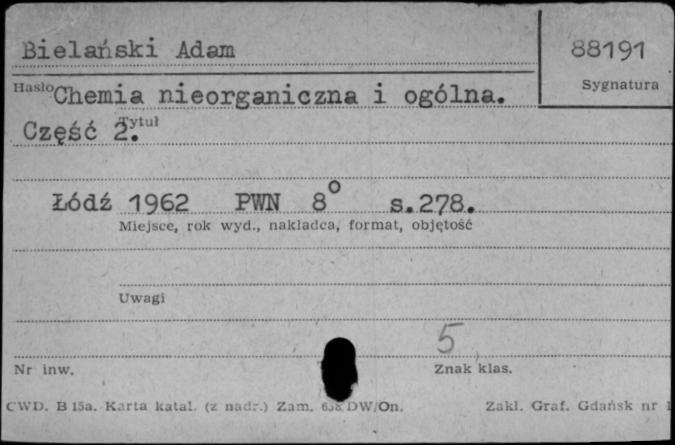 Bielański Adam
88191
Hasło
Sygnatura
Chemia nieorganiczna i ogólna.
Tytuł
Część 2.
Łódź 1962 PWN 8° s.278.
Miejsce, rok wyd., nakładca, format, objętość
Uwagi
5
Nr inw.
Znak klas.
CWD. B 15a. Karta katal. (z nadr.) Zam. 638 DW/On.
Zakł. Graf. Gdańsk nr 1